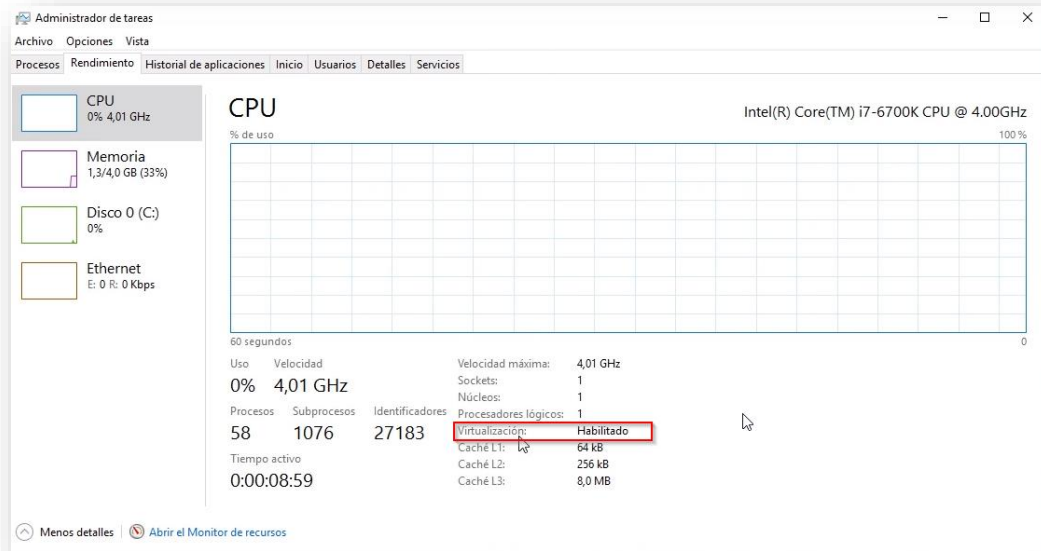 Administrador de tareas
Archivo Opciones Vista
Procesos Rendimiento Historial de aplicaciones Inicio Usuarios Detalles Servicios
CPU
0% 4,01 GHz
Memoria
1,3/4,0 GB (33%)
Disco 0 (C:)
0%
Ethernet
E: 0 R: 0 Kbps
CPU Intel(R) Core(TM) i7-6700K CPU @ 4.00GHz
% de uso 100 %
60 segundos 0
Uso Velocidad
0% 4,01 GHz
Procesos Subprocesos Identificadores
58 1076 27183
Tiempo activo
0:00:08:59
Velocidad máxima: 4,01 GHz
Sockets: 1
Núcleos: 1
Procesadores lógicos: 1
Virtualización: Habilitado
Caché L1: 64 kB
Caché L2: 256 kB
Caché L3: 8,0 MB
Menos detalles Abrir el Monitor de recursos